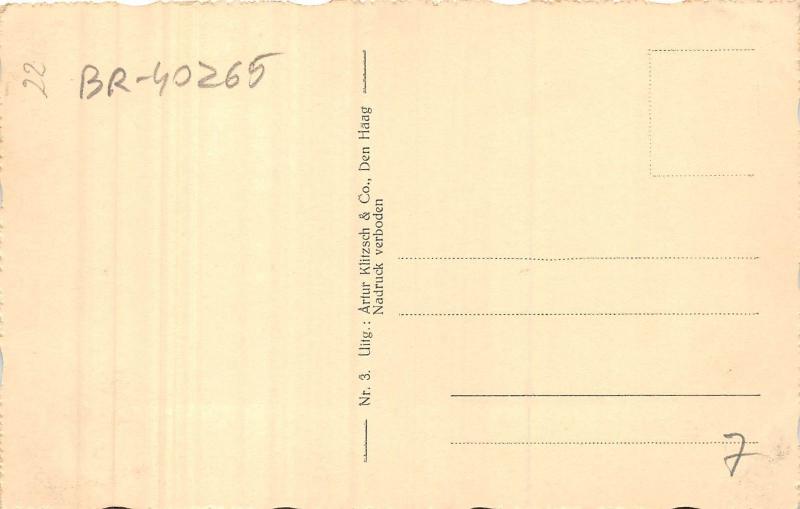 22
BR-40265
Nr. 3. Uitg.: Artur Klitzsch & Co., Den Haag
Nadruck verboden
7